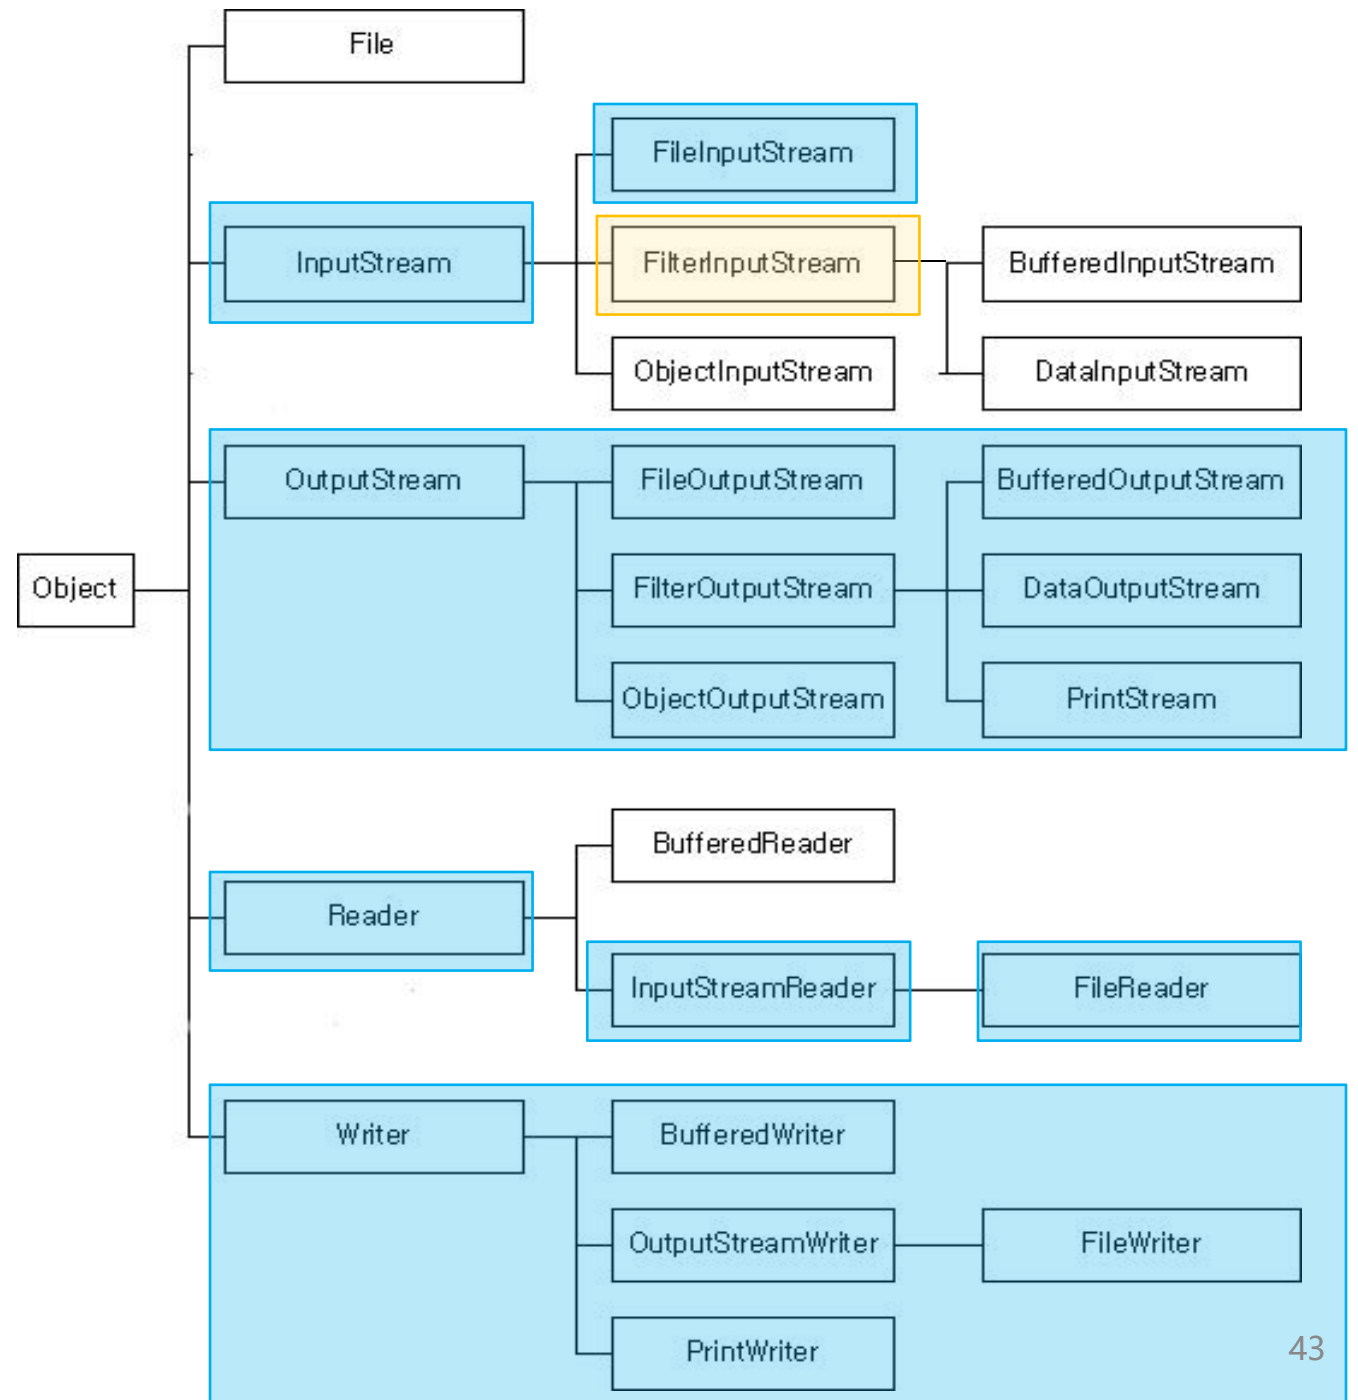 File
FileInputStream
InputStream
FilterInputStream
BufferedInputStream
ObjectInputStream
DataInputStream
OutputStream
FileOutputStream
BufferedOutputStream
Object
FilterOutputStream
DataOutputStream
ObjectOutputStream
PrintStream
BufferedReader
Reader
InputStreamReader
FileReader
Writer
BufferedWriter
OutputStreamWriter
FileWriter
PrintWriter
43